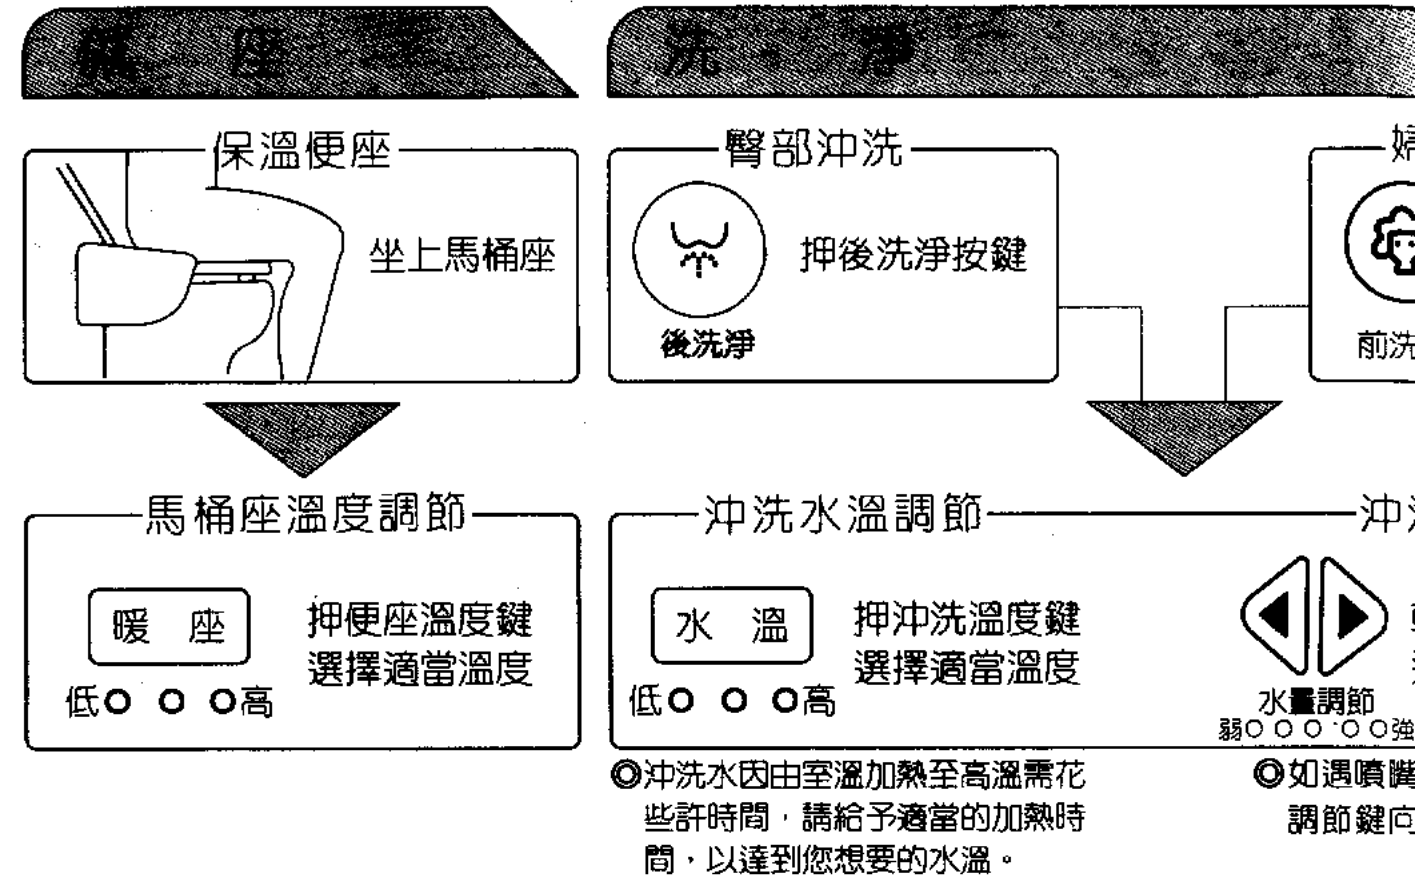 暖 座
洗 淨
保溫便座
坐上馬桶座
臀部沖洗
押後洗淨按鍵
後洗淨
前洗
馬桶座溫度調節
暖 座
押便座溫度鍵
選擇適當溫度
低 高
沖洗水溫調節
水 溫
押沖洗溫度鍵
選擇適當溫度
低 高
沖
水量調節
弱 強
◎沖洗水因由室溫加熱至高溫需花
些許時間，請給予適當的加熱時
間，以達到您想要的水溫。
◎如遇噴嘴
調節鍵向